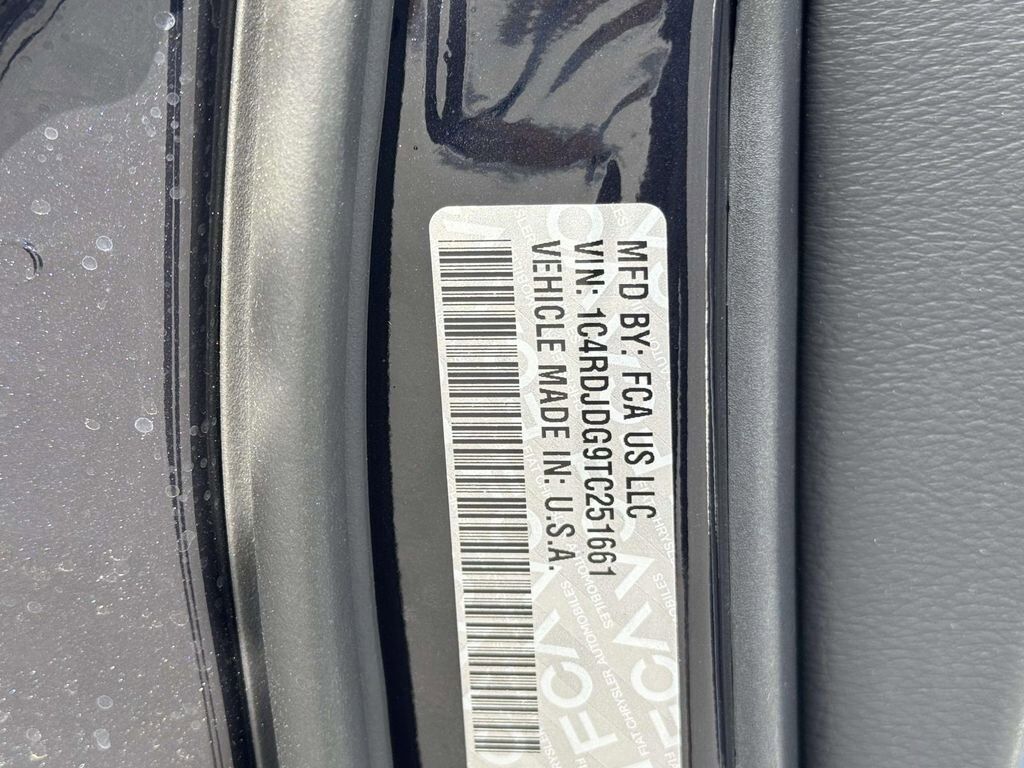 MFD BY: FCA US LLC
VIN: 1C4RDJDG9TC251661
VEHICLE MADE IN: U.S.A.